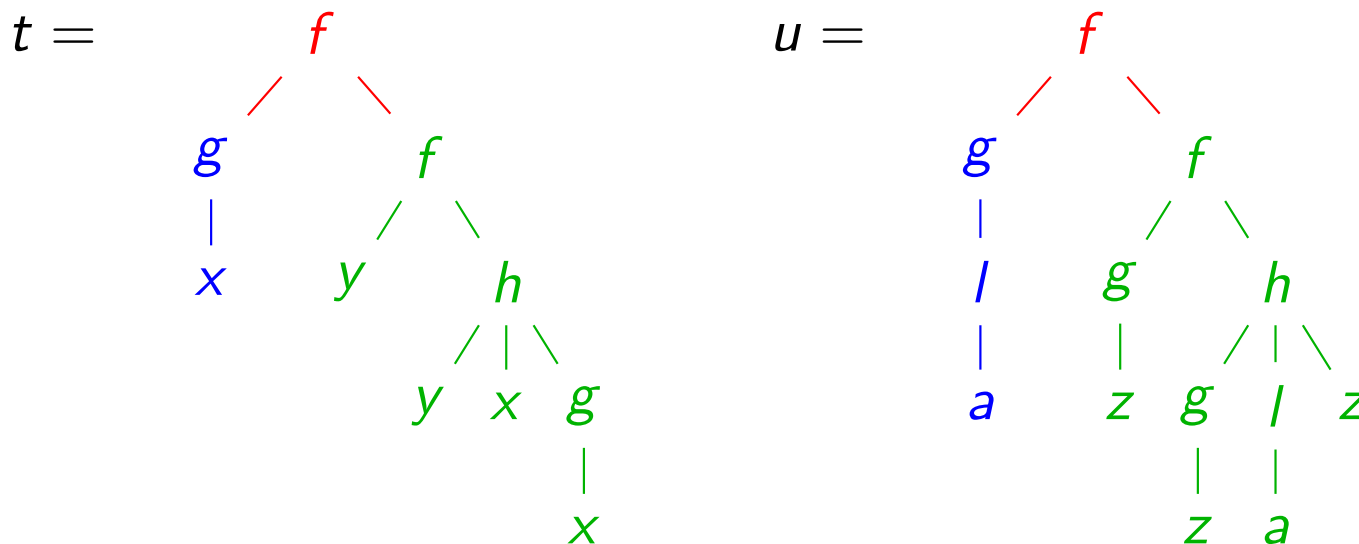 t = f u = f
g f g f
x y h l g h
y x g a z g l z
x z a